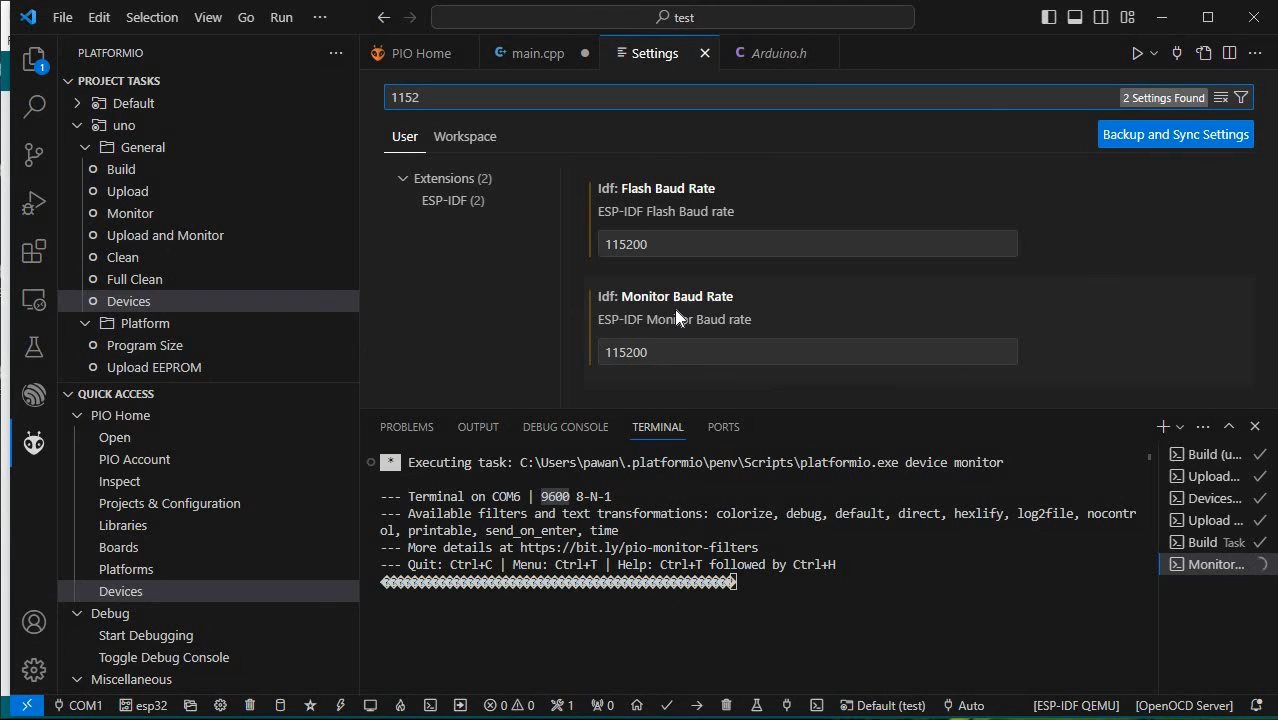 File Edit Selection View Go Run ··· test
PLATFORMIO
PIO Home main.cpp Settings Arduino.h
PROJECT TASKS
Default
uno
General
Build
Upload
Monitor
Upload and Monitor
Clean
Full Clean
Devices
Platform
Program Size
Upload EEPROM
QUICK ACCESS
PIO Home
Open
PIO Account
Inspect
Projects & Configuration
Libraries
Boards
Platforms
Devices
Debug
Start Debugging
Toggle Debug Console
Miscellaneous
1
1152
2 Settings Found
User Workspace
Backup and Sync Settings
Extensions (2)
ESP-IDF (2)
Idf: Flash Baud Rate
ESP-IDF Flash Baud rate
115200
Idf: Monitor Baud Rate
ESP-IDF Monitor Baud rate
115200
PROBLEMS OUTPUT DEBUG CONSOLE TERMINAL PORTS
* Executing task: C:\Users\pawan\.platformio\penv\Scripts\platformio.exe device monitor
--- Terminal on COM6 | 9600 8-N-1
--- Available filters and text transformations: colorize, debug, default, direct, hexlify, log2file, nocontr
ol, printable, send_on_enter, time
--- More details at https://bit.ly/pio-monitor-filters
--- Quit: Ctrl+C | Menu: Ctrl+T | Help: Ctrl+T followed by Ctrl+H
Build (u...
Upload...
Devices...
Upload ...
Build Task
Monitor...
COM1 esp32 0 0 1 0 Default (test) Auto [ESP-IDF QEMU] [OpenOCD Server]